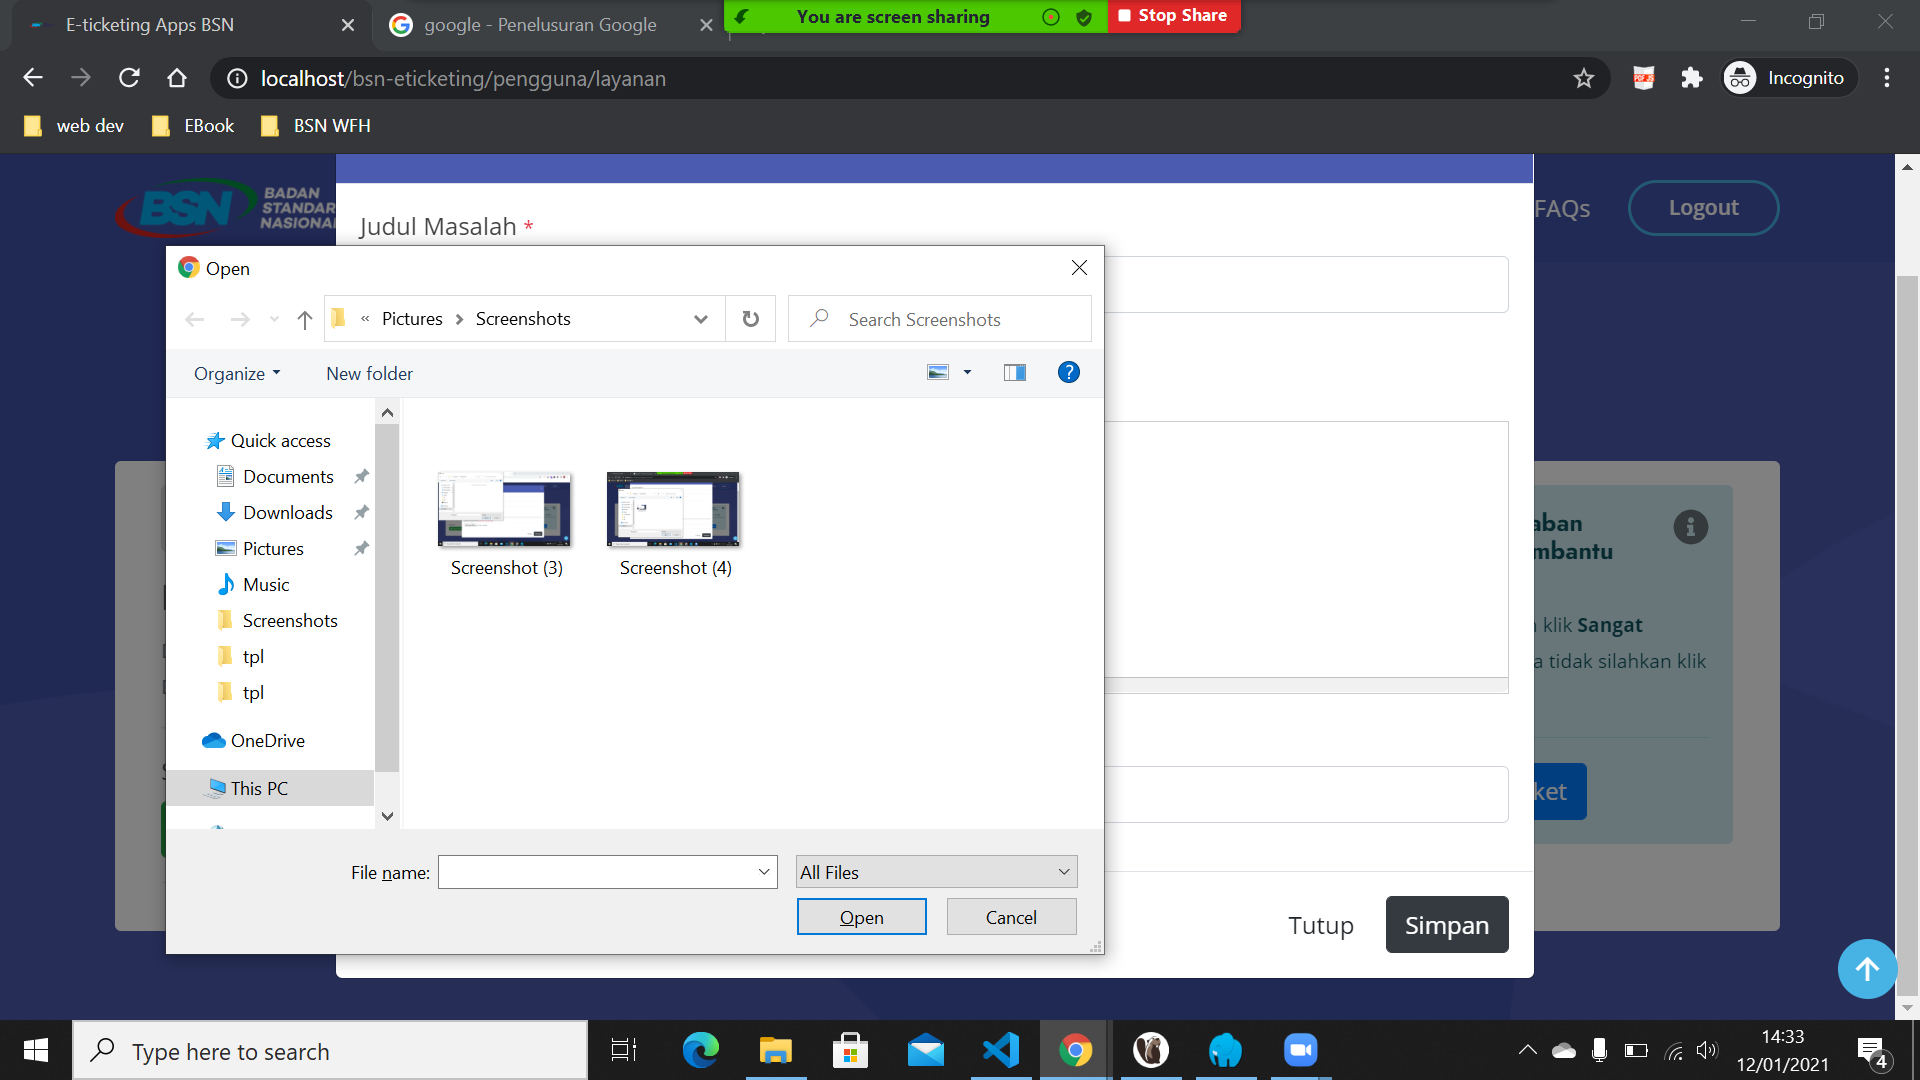 E-ticketing Apps BSN
google - Penelusuran Google
You are screen sharing
Stop Share
localhost/bsn-eticketing/pengguna/layanan
Incognito
web dev
EBook
BSN WFH
BSN
BADAN
STANDAR
NASIONAL
FAQs
Logout
Judul Masalah *
Open
« Pictures > Screenshots
Search Screenshots
Organize
New folder
Quick access
Documents
Downloads
Pictures
Music
Screenshots
tpl
tpl
OneDrive
This PC
Screenshot (3)
Screenshot (4)
File name:
All Files
Open
Cancel
aban
mbantu
klik Sangat
a tidak silahkan klik
ket
Tutup
Simpan
Type here to search
14:33
12/01/2021
4